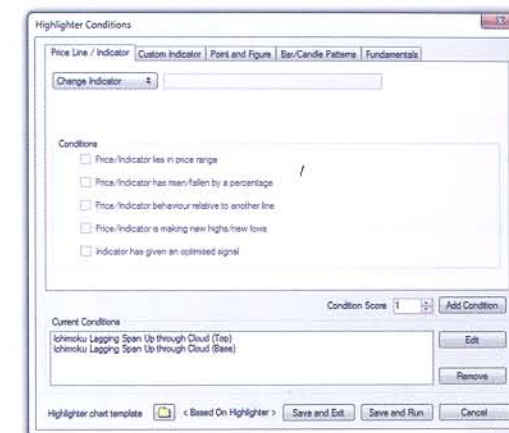 Highlighter Conditions
Price Line / Indicator Custom Indicator Point and Figure Bar/Candle Patterns Fundamentals
Change Indicator
Conditions
Price/Indicator lies in price range
Price/Indicator has risen/fallen by a percentage
Price/Indicator behaviour relative to another line
Price/Indicator is making new highs/new lows
Indicator has given an optimised signal
Condition Score 1 Add Condition
Current Conditions
Ichimoku Lagging Span Up through Cloud (Top)
Ichimoku Lagging Span Up through Cloud (Base)
Edit
Remove
Highlighter chart template < Based On Highlighter > Save and Exit Save and Run Cancel